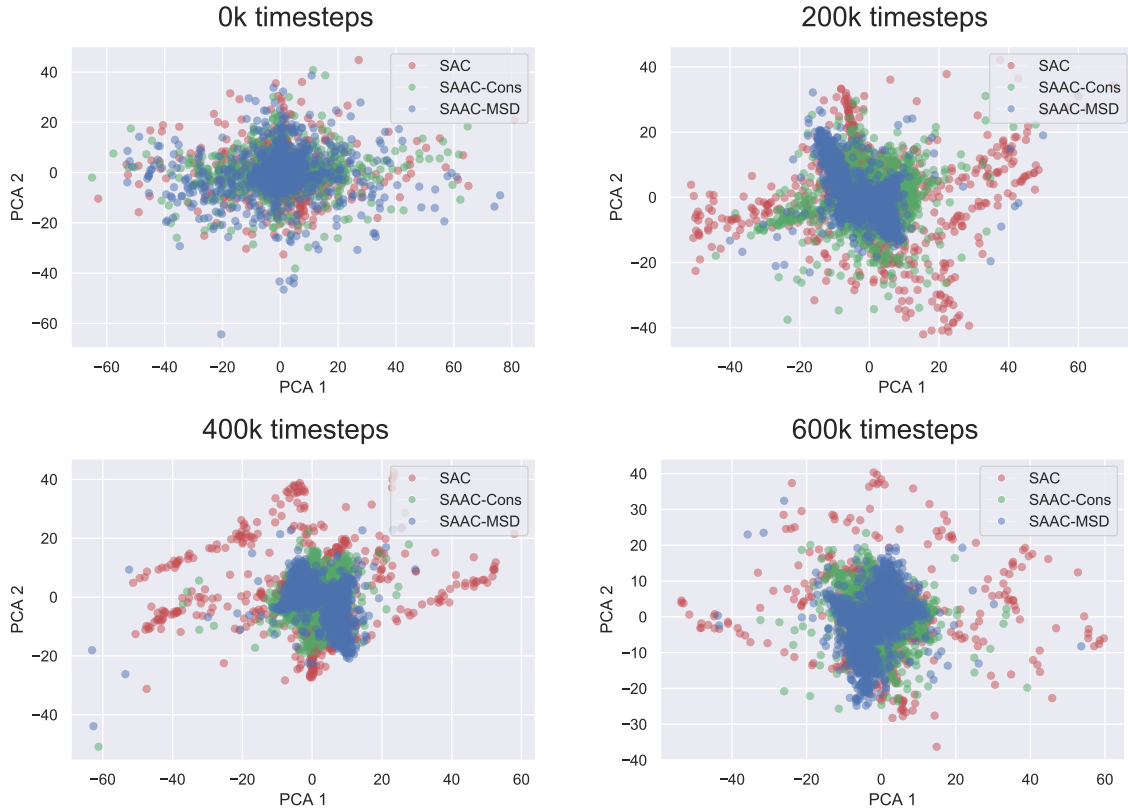 0k timesteps
SAC
SAAC-Cons
SAAC-MSD
40
20
0
−20
−40
−60
PCA 2
−60
−40
−20
0
20
40
60
80
PCA 1
200k timesteps
SAC
SAAC-Cons
SAAC-MSD
40
20
0
−20
−40
PCA 2
−40
−20
0
20
40
60
PCA 1
400k timesteps
SAC
SAAC-Cons
SAAC-MSD
40
20
0
−20
−40
PCA 2
−60
−40
−20
0
20
40
60
PCA 1
600k timesteps
SAC
SAAC-Cons
SAAC-MSD
40
30
20
10
0
−10
−20
−30
−40
PCA 2
−40
−20
0
20
40
60
PCA 1